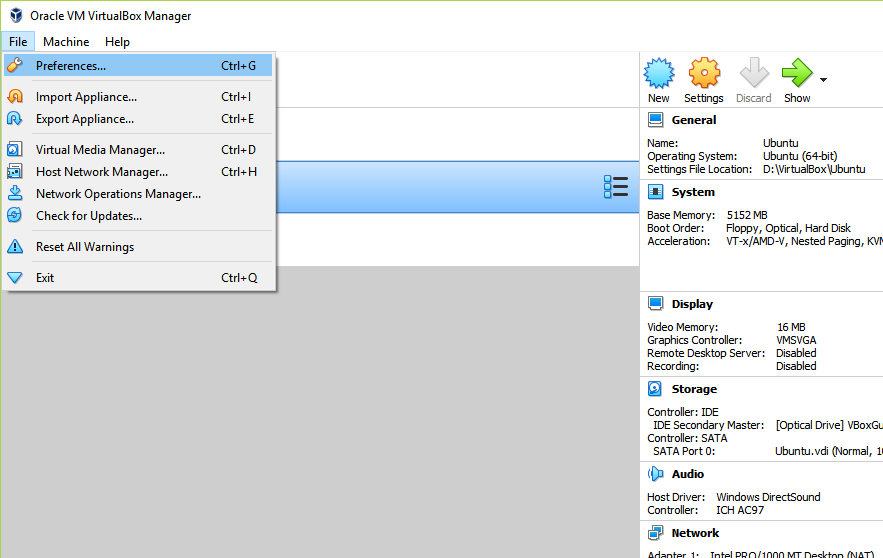 Oracle VM VirtualBox Manager
File Machine Help
Preferences... Ctrl+G
Import Appliance... Ctrl+I
Export Appliance... Ctrl+E
Virtual Media Manager... Ctrl+D
Host Network Manager... Ctrl+H
Network Operations Manager...
Check for Updates...
Reset All Warnings
Exit Ctrl+Q
New Settings Discard Show
General
Name: Ubuntu
Operating System: Ubuntu (64-bit)
Settings File Location: D:\VirtualBox\Ubuntu
System
Base Memory: 5152 MB
Boot Order: Floppy, Optical, Hard Disk
Acceleration: VT-x/AMD-V, Nested Paging, KVM
Display
Video Memory: 16 MB
Graphics Controller: VMSVGA
Remote Desktop Server: Disabled
Recording: Disabled
Storage
Controller: IDE
IDE Secondary Master: [Optical Drive] VBoxGu
Controller: SATA
SATA Port 0: Ubuntu.vdi (Normal, 10
Audio
Host Driver: Windows DirectSound
Controller: ICH AC97
Network
Adapter 1: Intel PRO/1000 MT Desktop (NAT)